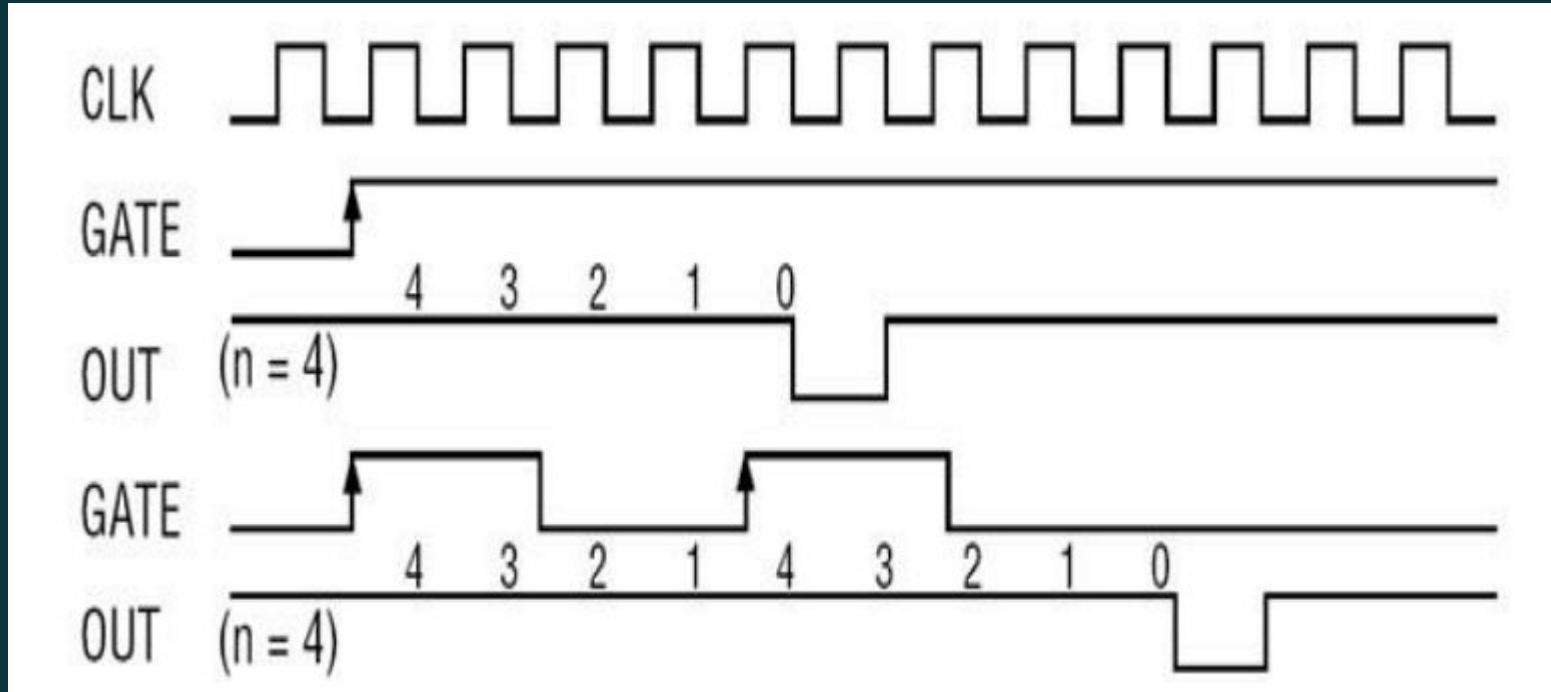 CLK
GATE
4 3 2 1 0
OUT (n = 4)
GATE
4 3 2 1 4 3 2 1 0
OUT (n = 4)